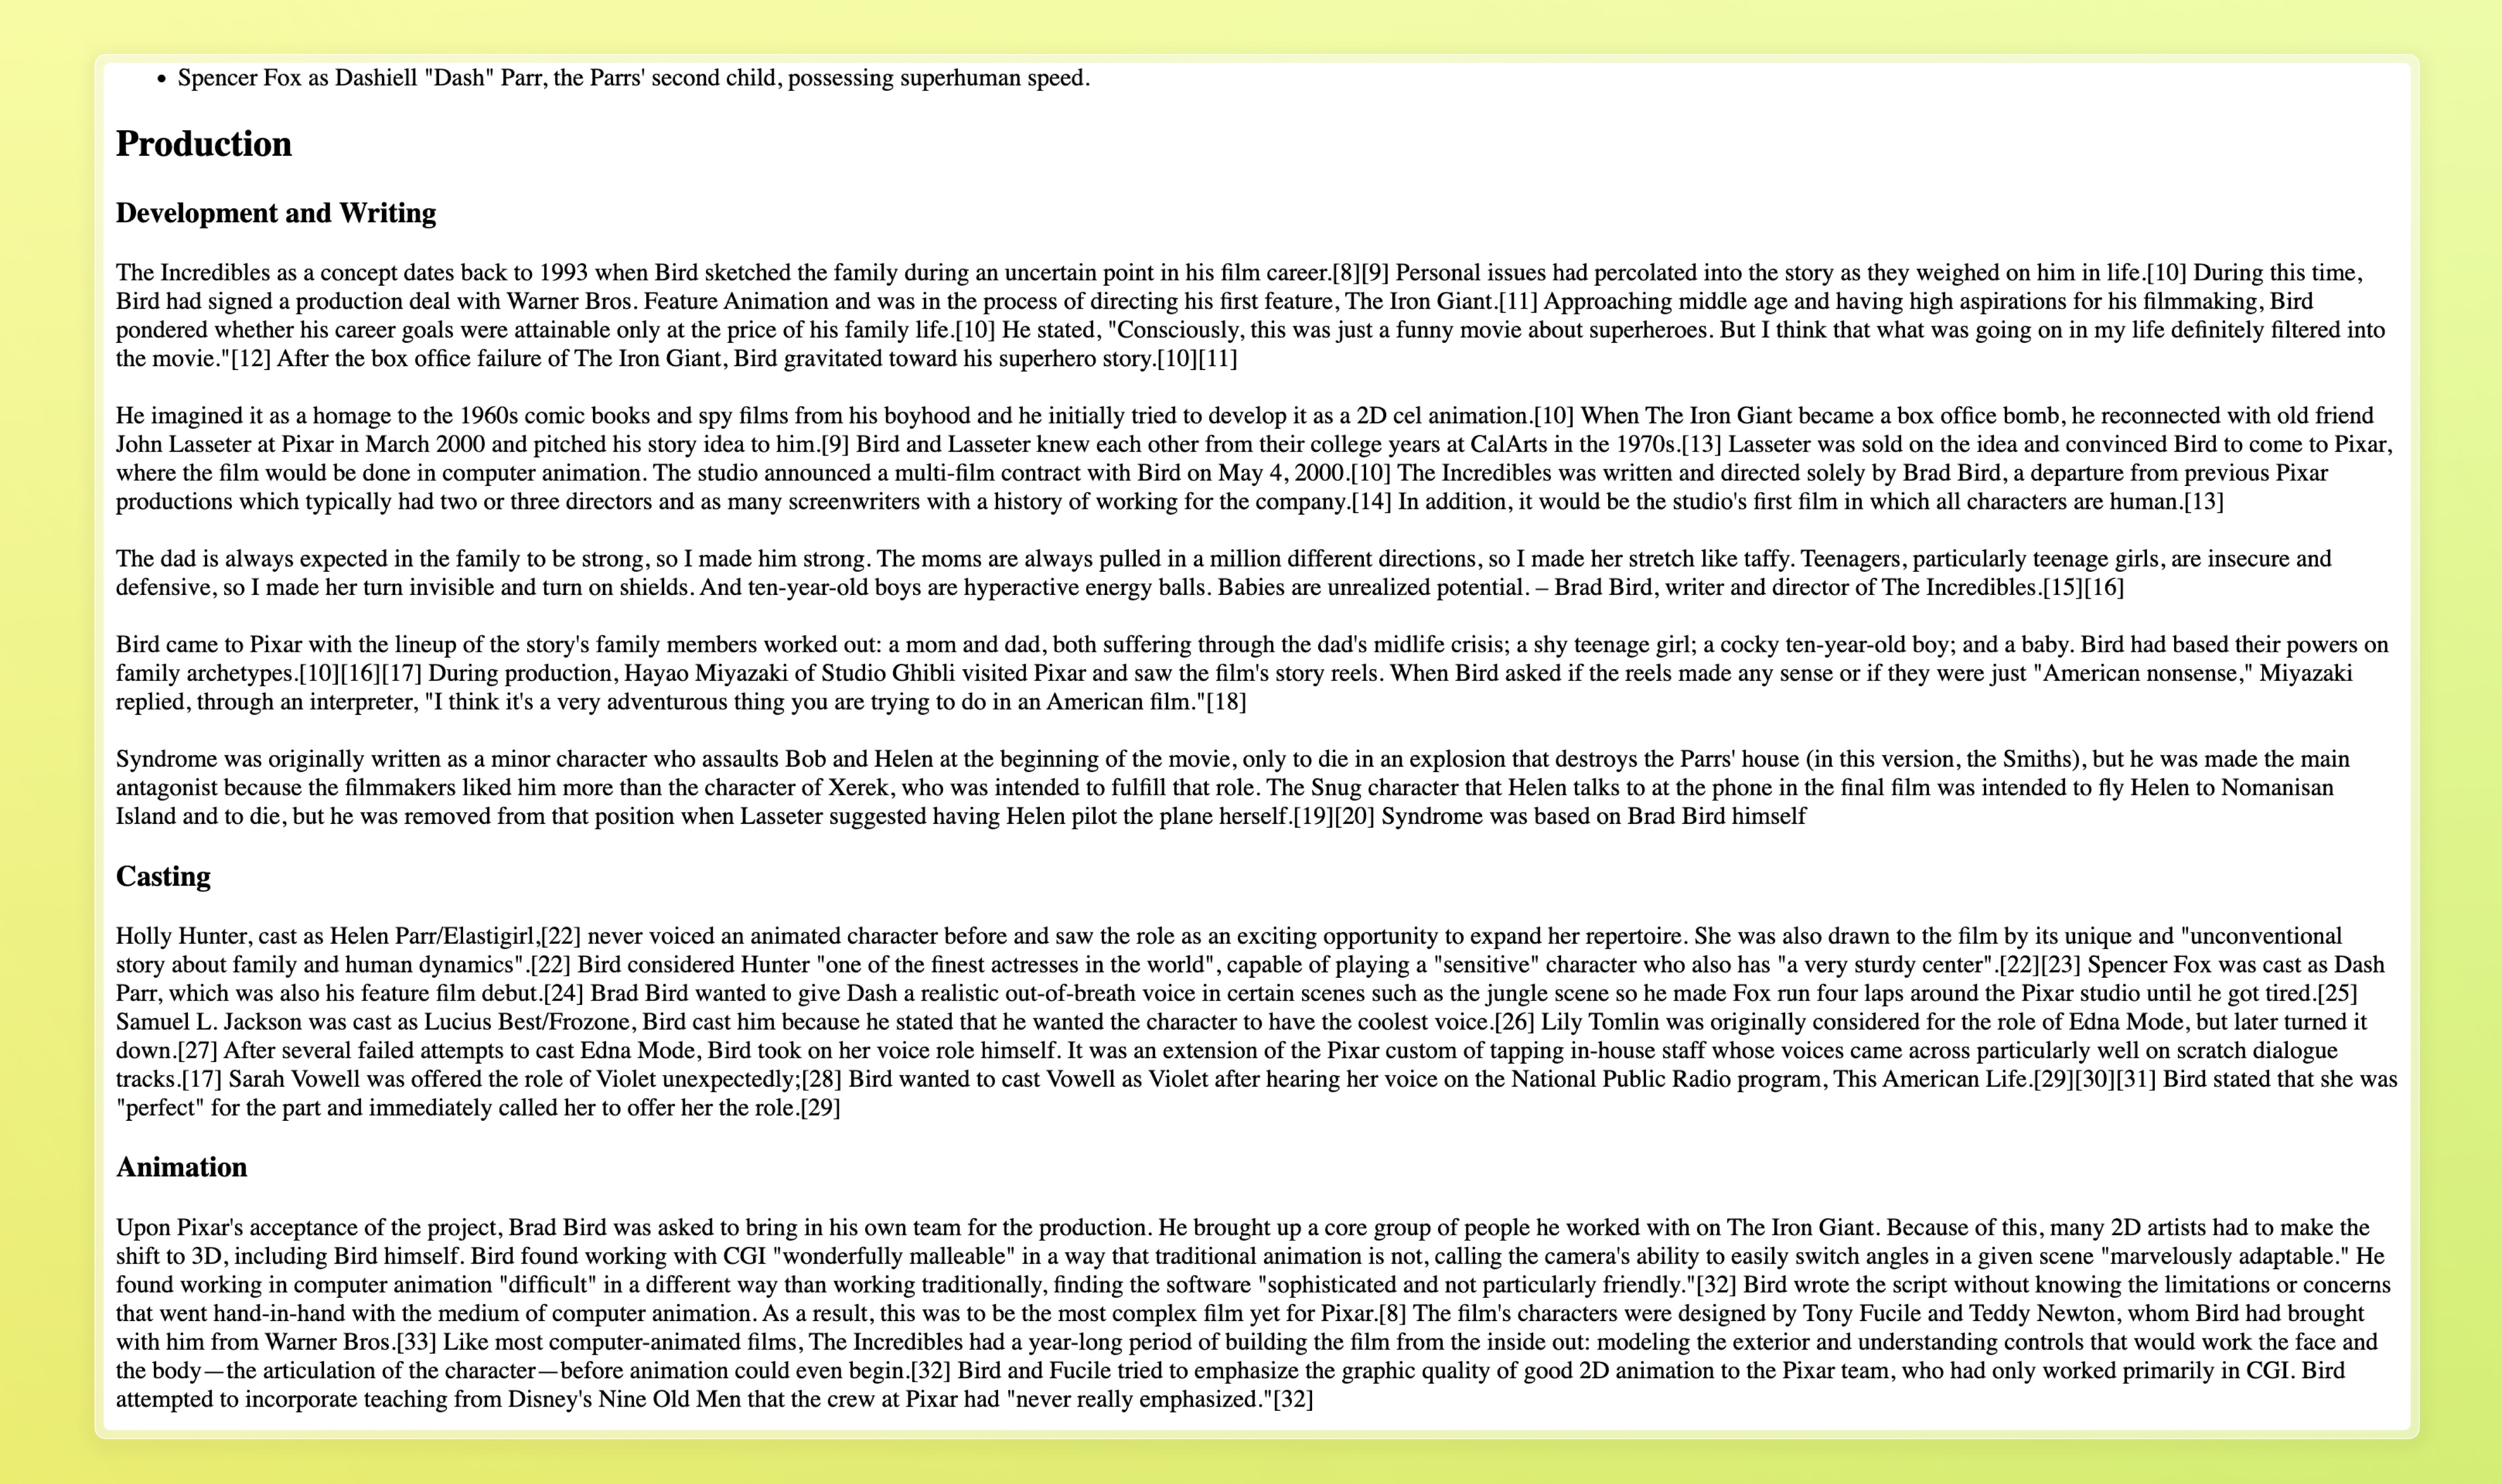 • Spencer Fox as Dashiell "Dash" Parr, the Parrs' second child, possessing superhuman speed.
Production
Development and Writing
The Incredibles as a concept dates back to 1993 when Bird sketched the family during an uncertain point in his film career.[8][9] Personal issues had percolated into the story as they weighed on him in life.[10] During this time,
Bird had signed a production deal with Warner Bros. Feature Animation and was in the process of directing his first feature, The Iron Giant.[11] Approaching middle age and having high aspirations for his filmmaking, Bird
pondered whether his career goals were attainable only at the price of his family life.[10] He stated, "Consciously, this was just a funny movie about superheroes. But I think that what was going on in my life definitely filtered into
the movie."[12] After the box office failure of The Iron Giant, Bird gravitated toward his superhero story.[10][11]
He imagined it as a homage to the 1960s comic books and spy films from his boyhood and he initially tried to develop it as a 2D cel animation.[10] When The Iron Giant became a box office bomb, he reconnected with old friend
John Lasseter at Pixar in March 2000 and pitched his story idea to him.[9] Bird and Lasseter knew each other from their college years at CalArts in the 1970s.[13] Lasseter was sold on the idea and convinced Bird to come to Pixar,
where the film would be done in computer animation. The studio announced a multi-film contract with Bird on May 4, 2000.[10] The Incredibles was written and directed solely by Brad Bird, a departure from previous Pixar
productions which typically had two or three directors and as many screenwriters with a history of working for the company.[14] In addition, it would be the studio's first film in which all characters are human.[13]
The dad is always expected in the family to be strong, so I made him strong. The moms are always pulled in a million different directions, so I made her stretch like taffy. Teenagers, particularly teenage girls, are insecure and
defensive, so I made her turn invisible and turn on shields. And ten-year-old boys are hyperactive energy balls. Babies are unrealized potential. – Brad Bird, writer and director of The Incredibles.[15][16]
Bird came to Pixar with the lineup of the story's family members worked out: a mom and dad, both suffering through the dad's midlife crisis; a shy teenage girl; a cocky ten-year-old boy; and a baby. Bird had based their powers on
family archetypes.[10][16][17] During production, Hayao Miyazaki of Studio Ghibli visited Pixar and saw the film's story reels. When Bird asked if the reels made any sense or if they were just "American nonsense," Miyazaki
replied, through an interpreter, "I think it's a very adventurous thing you are trying to do in an American film."[18]
Syndrome was originally written as a minor character who assaults Bob and Helen at the beginning of the movie, only to die in an explosion that destroys the Parrs' house (in this version, the Smiths), but he was made the main
antagonist because the filmmakers liked him more than the character of Xerek, who was intended to fulfill that role. The Snug character that Helen talks to at the phone in the final film was intended to fly Helen to Nomanisan
Island and to die, but he was removed from that position when Lasseter suggested having Helen pilot the plane herself.[19][20] Syndrome was based on Brad Bird himself
Casting
Holly Hunter, cast as Helen Parr/Elastigirl,[22] never voiced an animated character before and saw the role as an exciting opportunity to expand her repertoire. She was also drawn to the film by its unique and "unconventional
story about family and human dynamics".[22] Bird considered Hunter "one of the finest actresses in the world", capable of playing a "sensitive" character who also has "a very sturdy center".[22][23] Spencer Fox was cast as Dash
Parr, which was also his feature film debut.[24] Brad Bird wanted to give Dash a realistic out-of-breath voice in certain scenes such as the jungle scene so he made Fox run four laps around the Pixar studio until he got tired.[25]
Samuel L. Jackson was cast as Lucius Best/Frozone, Bird cast him because he stated that he wanted the character to have the coolest voice.[26] Lily Tomlin was originally considered for the role of Edna Mode, but later turned it
down.[27] After several failed attempts to cast Edna Mode, Bird took on her voice role himself. It was an extension of the Pixar custom of tapping in-house staff whose voices came across particularly well on scratch dialogue
tracks.[17] Sarah Vowell was offered the role of Violet unexpectedly;[28] Bird wanted to cast Vowell as Violet after hearing her voice on the National Public Radio program, This American Life.[29][30][31] Bird stated that she was
"perfect" for the part and immediately called her to offer her the role.[29]
Animation
Upon Pixar's acceptance of the project, Brad Bird was asked to bring in his own team for the production. He brought up a core group of people he worked with on The Iron Giant. Because of this, many 2D artists had to make the
shift to 3D, including Bird himself. Bird found working with CGI "wonderfully malleable" in a way that traditional animation is not, calling the camera's ability to easily switch angles in a given scene "marvelously adaptable." He
found working in computer animation "difficult" in a different way than working traditionally, finding the software "sophisticated and not particularly friendly."[32] Bird wrote the script without knowing the limitations or concerns
that went hand-in-hand with the medium of computer animation. As a result, this was to be the most complex film yet for Pixar.[8] The film's characters were designed by Tony Fucile and Teddy Newton, whom Bird had brought
with him from Warner Bros.[33] Like most computer-animated films, The Incredibles had a year-long period of building the film from the inside out: modeling the exterior and understanding controls that would work the face and
the body—the articulation of the character—before animation could even begin.[32] Bird and Fucile tried to emphasize the graphic quality of good 2D animation to the Pixar team, who had only worked primarily in CGI. Bird
attempted to incorporate teaching from Disney's Nine Old Men that the crew at Pixar had "never really emphasized."[32]